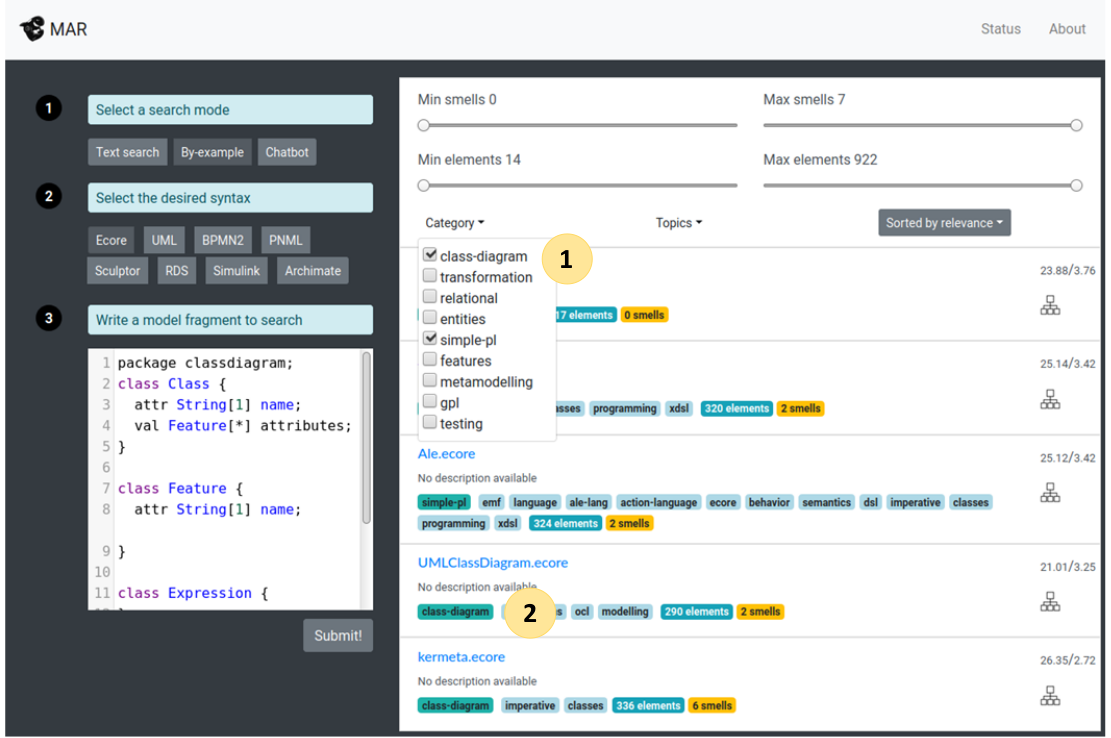 MAR
Status About
1 Select a search mode
Text search By-example Chatbot
2 Select the desired syntax
Ecore UML BPMN2 PNML
Sculptor RDS Simulink Archimate
3 Write a model fragment to search
1 package classdiagram;
2 class Class {
3 attr String[1] name;
4 val Feature[*] attributes;
5 }
6
7 class Feature {
8 attr String[1] name;
9 }
10
11 class Expression {
Submit!
Min smells 0 Max smells 7
Min elements 14 Max elements 922
Category Topics Sorted by relevance
class-diagram 1
transformation
relational
entities
simple-pl
features
metamodelling
gpl
testing
23.88/3.76
17 elements 0 smells
25.14/3.42
programming xdsl 320 elements 2 smells
Ale.ecore 25.12/3.42
No description available
simple-pl emf language ale-lang action-language ecore behavior semantics dsl imperative classes
programming xdsl 324 elements 2 smells
UMLClassDiagram.ecore 21.01/3.25
No description available
class-diagram 2 ocl modelling 290 elements 2 smells
kermeta.ecore 26.35/2.72
No description available
class-diagram imperative classes 336 elements 6 smells